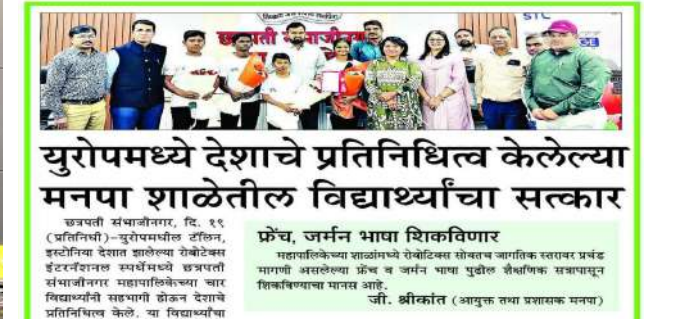 छत्रपती संभाजीनगर
STL
युरोपमध्ये देशाचे प्रतिनिधित्व केलेल्या
मनपा शाळेतील विद्यार्थ्यांचा सत्कार
छत्रपती संभाजीनगर, दि. १९
(प्रतिनिधी)-युरोपमधील टॅलिन,
इस्टोनिया देशात झालेल्या रोबोटेक्स
इंटरनॅशनल स्पर्धेमध्ये छत्रपती
संभाजीनगर महापालिकेच्या चार
विद्यार्थ्यांनी सहभागी होऊन देशाचे
प्रतिनिधित्व केले. या विद्यार्थ्यांचा
फ्रेंच, जर्मन भाषा शिकविणार
महापालिकेच्या शाळांमध्ये रोबोटिक्स सोबतच जागतिक स्तरावर प्रचंड
मागणी असलेल्या फ्रेंच व जर्मन भाषा पुढील शैक्षणिक सत्रापासून
शिकविण्याचा मानस आहे.
जी. श्रीकांत (आयुक्त तथा प्रशासक मनपा)